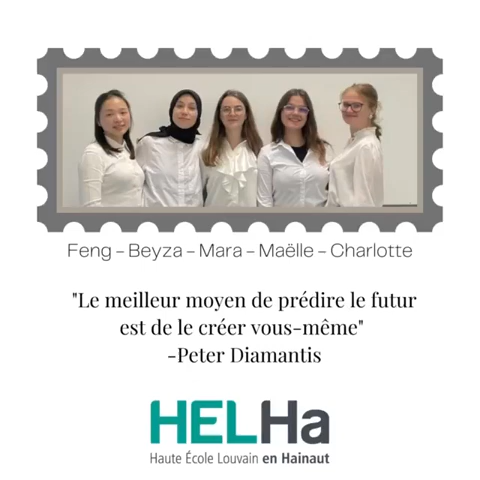 Feng - Beyza - Mara - Maëlle - Charlotte
"Le meilleur moyen de prédire le futur
est de le créer vous-même"
-Peter Diamantis
HELHa
Haute École Louvain en Hainaut